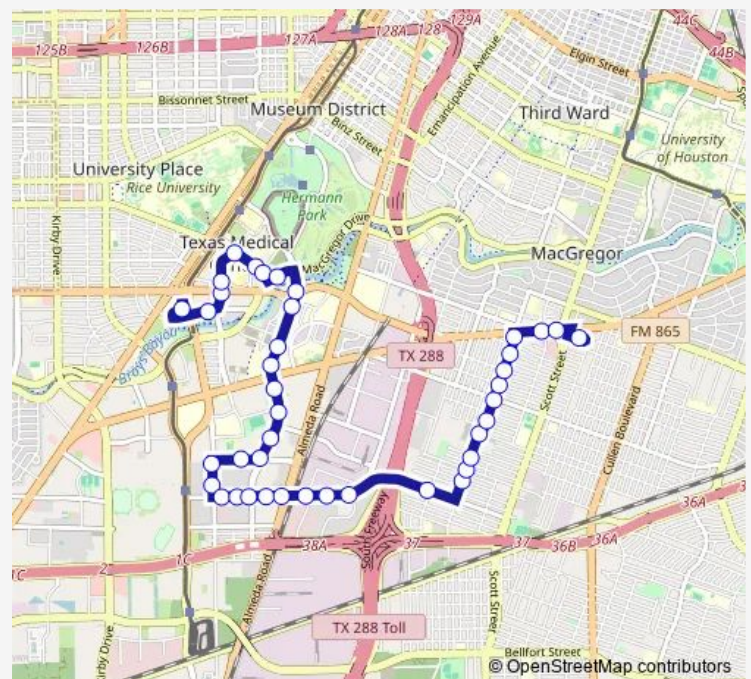 129A
44C
128A
128
127A
125B
126B
44B
Elgin Street
Emancipation Avenue
Bissonnet Street
Museum District
Third Ward
Binz Street
University
of Houston
University Place
Rice University
Hermann
Park
Kirby Drive
MacGregor Drive
Texas Medical
MacGregor
Brays Bayou
FM 865
TX 288
Scott Street
Almeda Road
Cullen Boulevard
36A
South Freeway
38A
37
37
36B
36A
1C
1C
2
Almeda Road
Scott Street
TX 288 Toll
Kirby Drive
Bellfort Street
© OpenStreetMap contributors